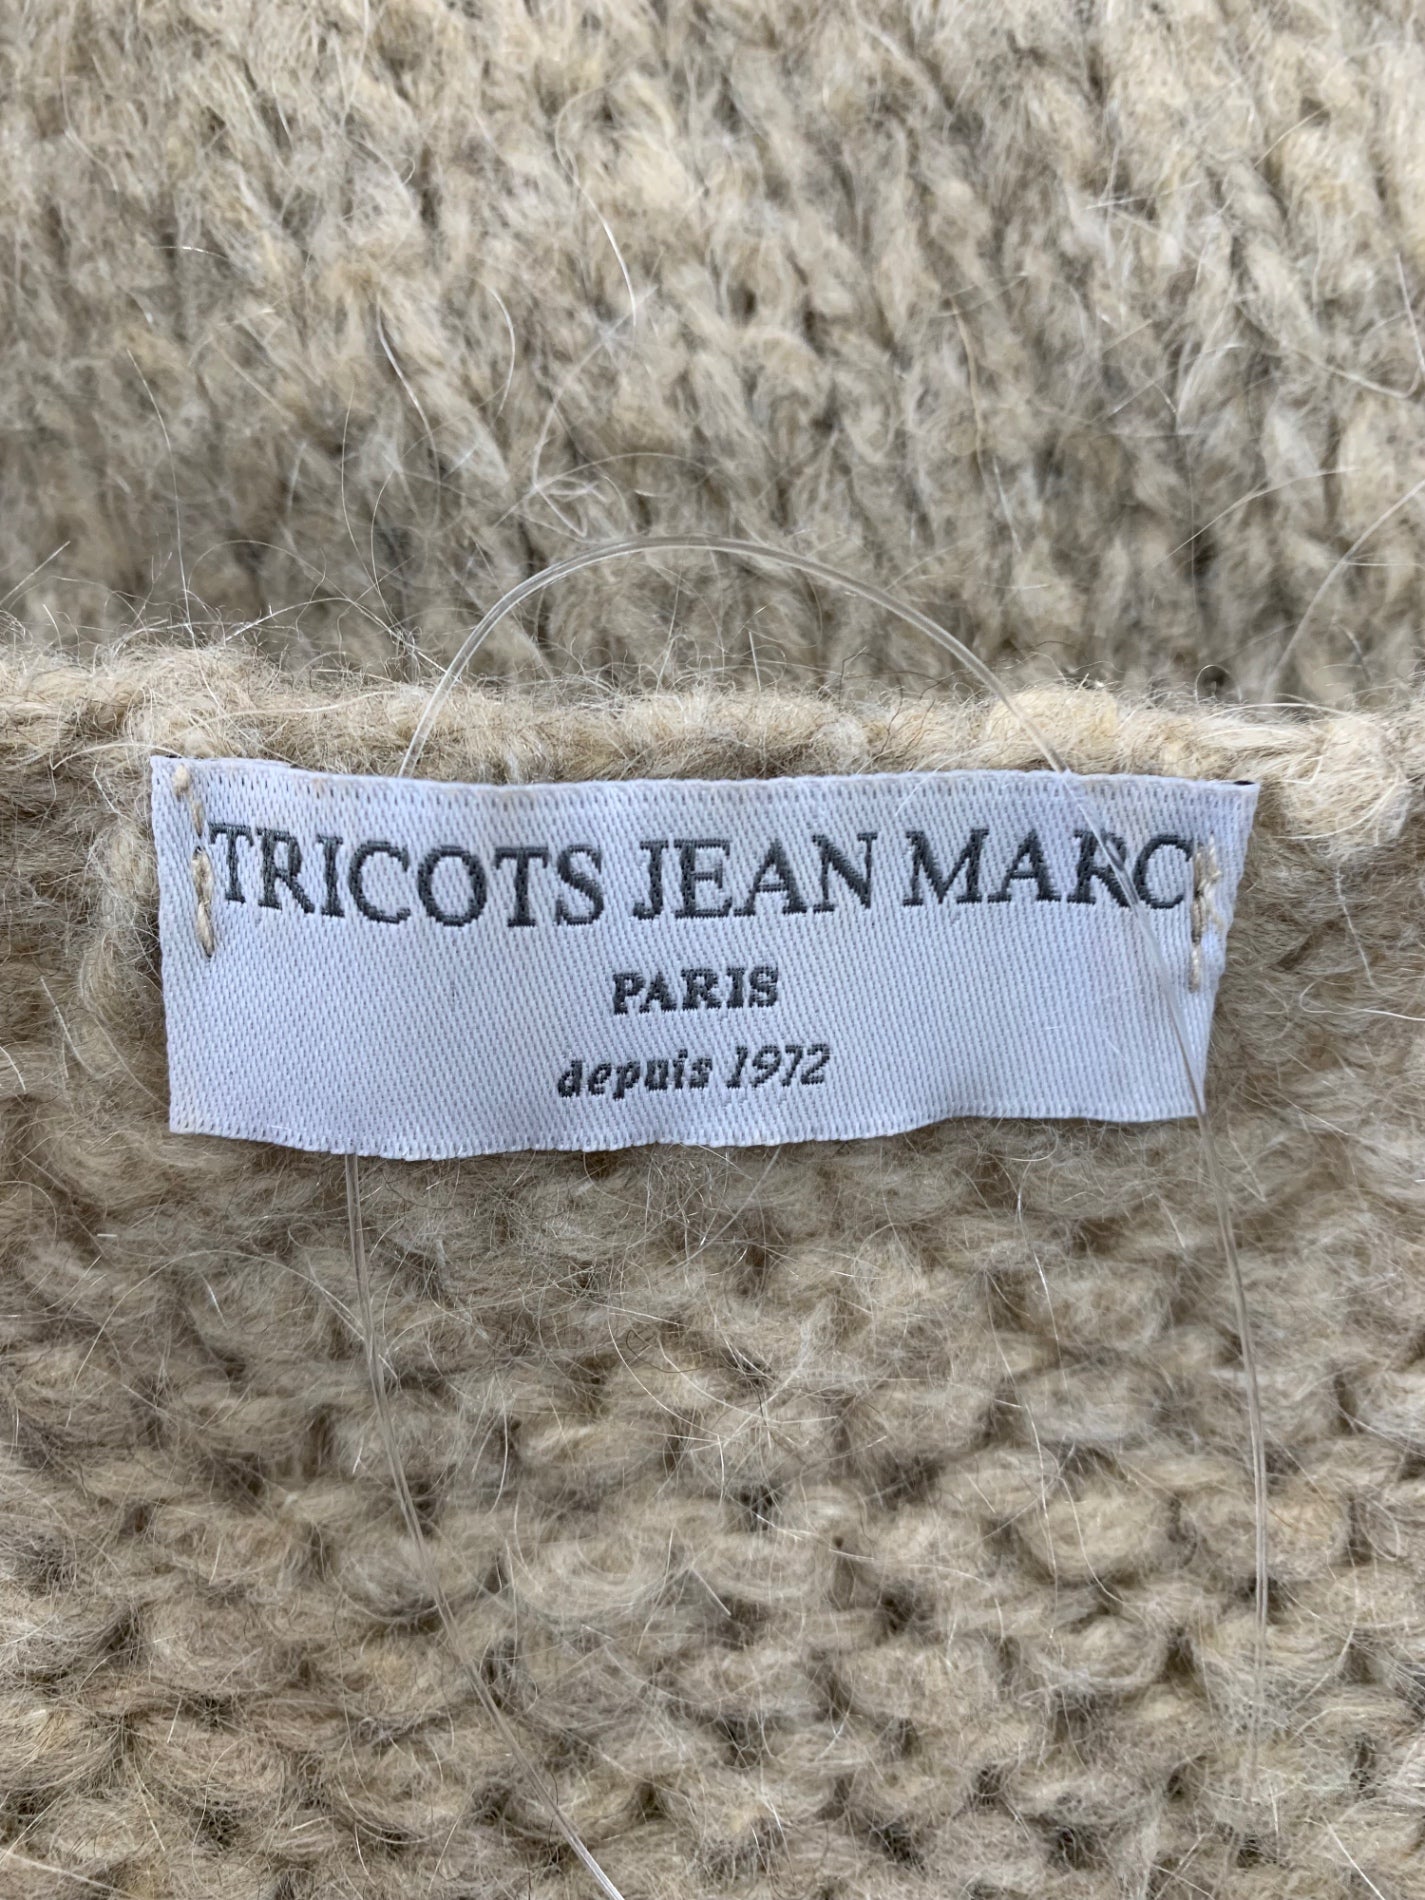 TRICOTS JEAN MARC
PARIS
depuis 1972